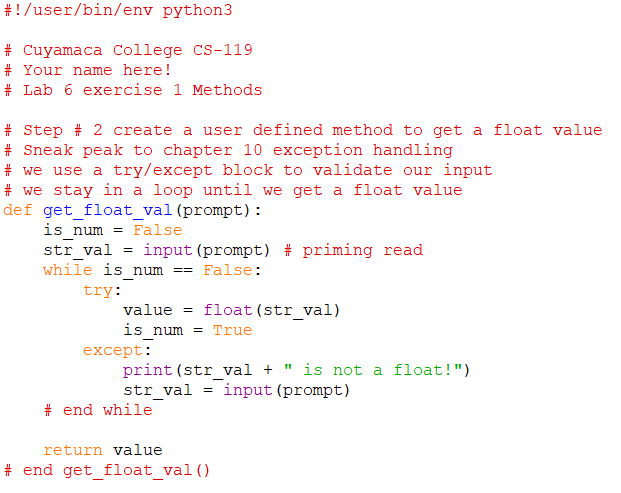 #!/user/bin/env python3

# Cuyamaca College CS-119
# Your name here!
# Lab 6 exercise 1 Methods

# Step # 2 create a user defined method to get a float value
# Sneak peak to chapter 10 exception handling
# we use a try/except block to validate our input
# we stay in a loop until we get a float value
def get_float_val(prompt):
    is_num = False
    str_val = input(prompt) # priming read
    while is_num == False:
        try:
            value = float(str_val)
            is_num = True
        except:
            print(str_val + " is not a float!")
            str_val = input(prompt)
    # end while

    return value
# end get_float_val()